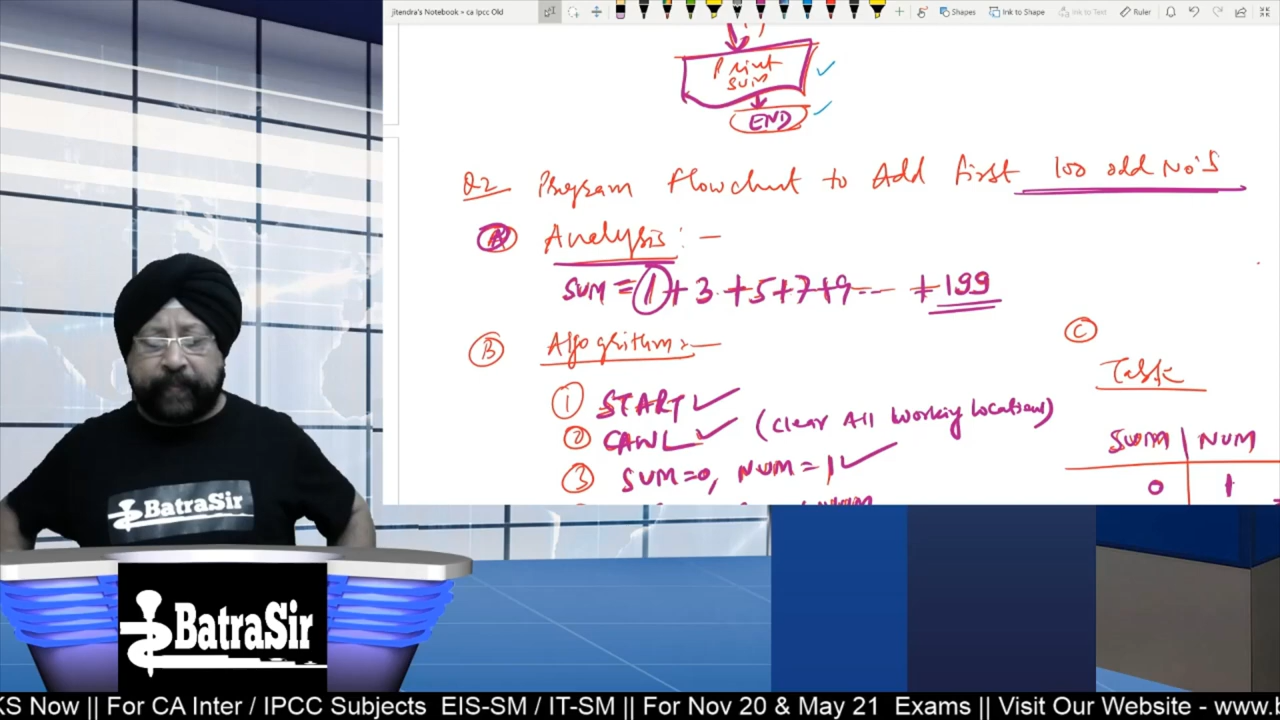 jitendra's Notebook » ca Ipcc Old
Shapes
Ink to Shape
Ink to Text
Ruler
Print
SUM
END
Q2 Program Flowchart to Add first 100 odd No's
A Analysis :-
SUM = 1 + 3 + 5 + 7 + 9 --- + 199
B Algorithm :-
1 START
2 CAWL (Clear All Working Locations)
3 SUM=0, NUM=1
C
Task
SUM NUM
0 1
BatraSir
BatraSir
KS Now || For CA Inter / IPCC Subjects EIS-SM / IT-SM || For Nov 20 & May 21 Exams || Visit Our Website - www.b